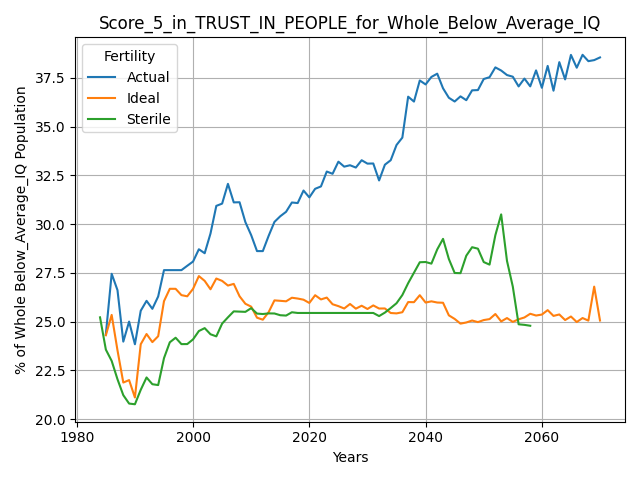 Score_5_in_TRUST_IN_PEOPLE_for_Whole_Below_Average_IQ
Fertility
Actual
Ideal
Sterile
% of Whole Below_Average_IQ Population
37.5
35.0
32.5
30.0
27.5
25.0
22.5
20.0
1980
2000
2020
2040
2060
Years